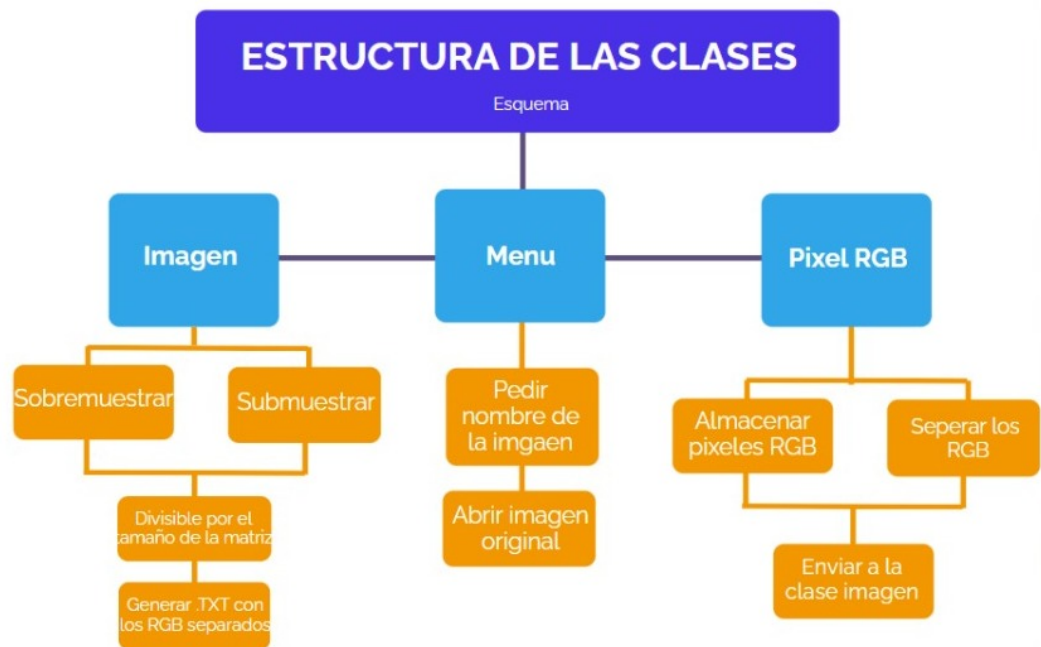 ESTRUCTURA DE LAS CLASES
Esquema
Imagen
Menu
Pixel RGB
Sobremuestrar
Submuestrar
Divisible por el
tamaño de la matriz
Generar .TXT con
los RGB separados
Pedir
nombre de
la imgaen
Abrir imagen
original
Almacenar
pixeles RGB
Seperar los
RGB
Enviar a la
clase imagen